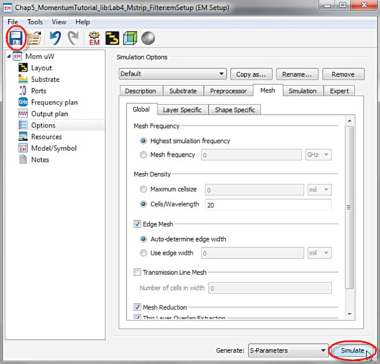 Chap5_MomentumTutorial_lib:Lab4_Mstrip_Filter:emSetup (EM Setup)
File Tools View Help
EM
Mom uW
Layout
Substrate
Ports
Frequency plan
Output plan
Options
Resources
Model/Symbol
Notes
Simulation Options
Default Copy as... Rename... Remove
Description Substrate Preprocessor Mesh Simulation Expert
Global Layer Specific Shape Specific
Mesh Frequency
Highest simulation frequency
Mesh frequency 0 GHz
Mesh Density
Maximum cellsize 0 mil
Cells/Wavelength 20
Edge Mesh
Auto-determine edge width
Use edge width 0 mil
Transmission Line Mesh
Number of cells in width 0
Mesh Reduction
Thin Layer Overlap Extraction
Generate: S-Parameters Simulate